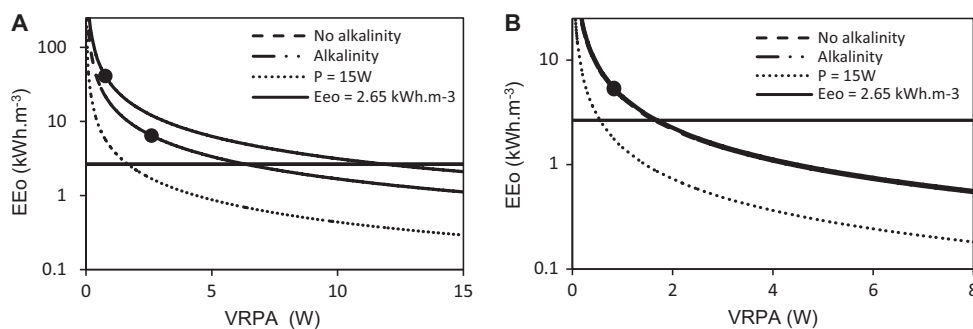 A
EEo (kWh.m-3)
100
10
1
0.1
0 5 10 15
VRPA (W)
No alkalinity
Alkalinity
P = 15W
Eeo = 2.65 kWh.m-3
B
EEo (kWh.m-3)
10
1
0.1
0 2 4 6 8
VRPA (W)
No alkalinity
Alkalinity
P = 15W
Eeo = 2.65 kWh.m-3